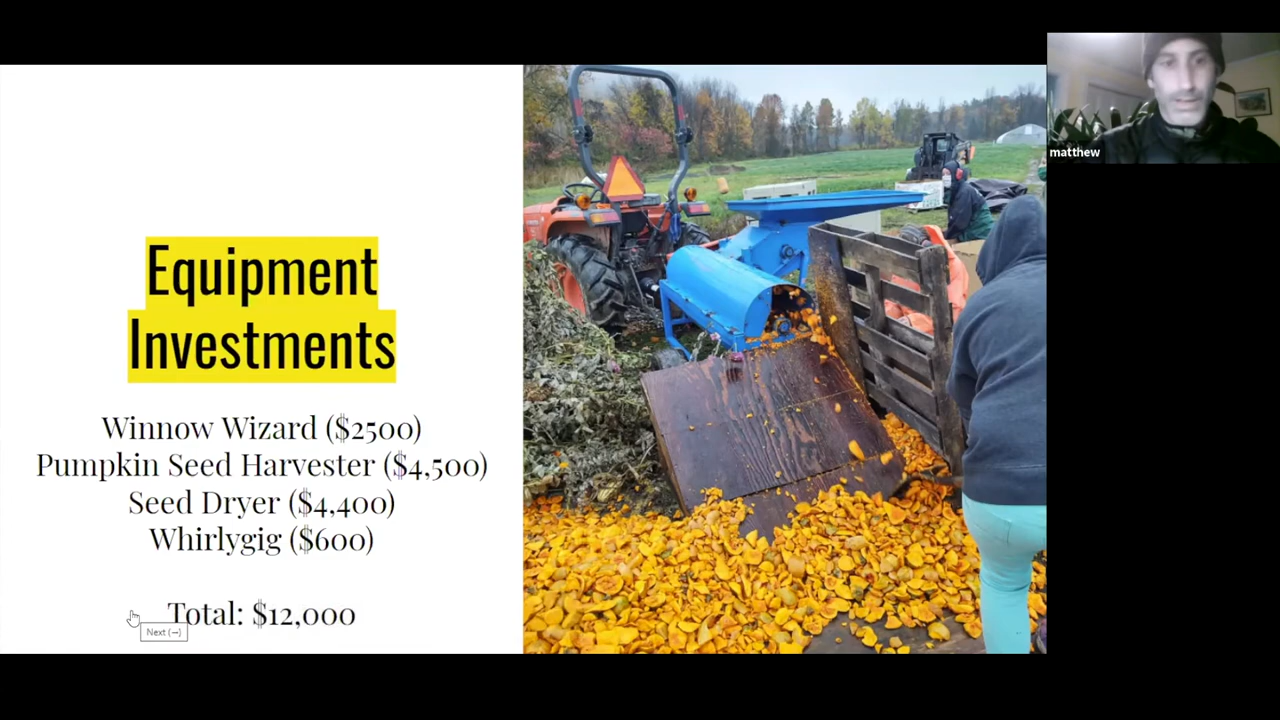 Equipment
Investments
Winnow Wizard ($2500)
Pumpkin Seed Harvester ($4,500)
Seed Dryer ($4,400)
Whirlygig ($600)
Total: $12,000
Next (→)
matthew